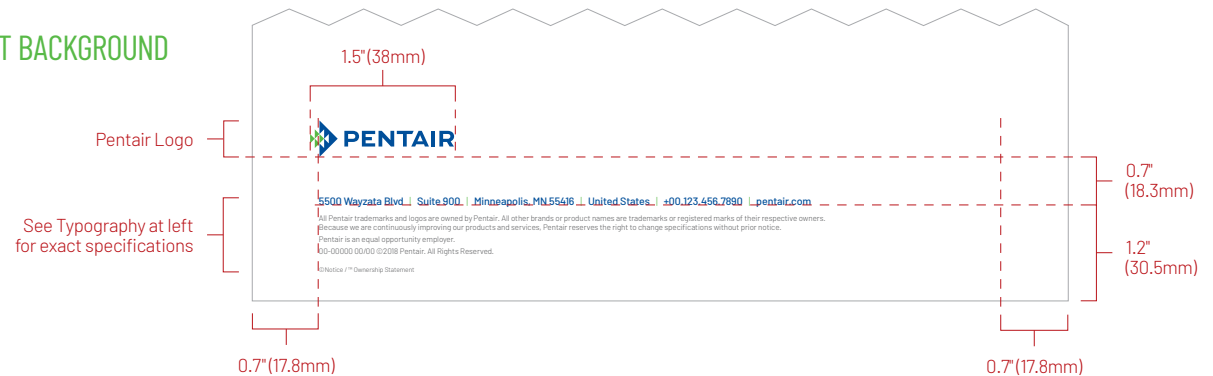 T BACKGROUND
1.5"(38mm)
Pentair Logo
PENTAIR
0.7"
(18.3mm)
See Typography at left
for exact specifications
5500 Wayzata Blvd | Suite 900 | Minneapolis, MN 55416 | United States | +00.123.456.7890 | pentair.com
All Pentair trademarks and logos are owned by Pentair. All other brands or product names are trademarks or registered marks of their respective owners.
Because we are continuously improving our products and services, Pentair reserves the right to change specifications without prior notice.
Pentair is an equal opportunity employer.
00-00000 00/00 ©2018 Pentair. All Rights Reserved.
©Notice / ™ Ownership Statement
1.2"
(30.5mm)
0.7"(17.8mm)
0.7"(17.8mm)